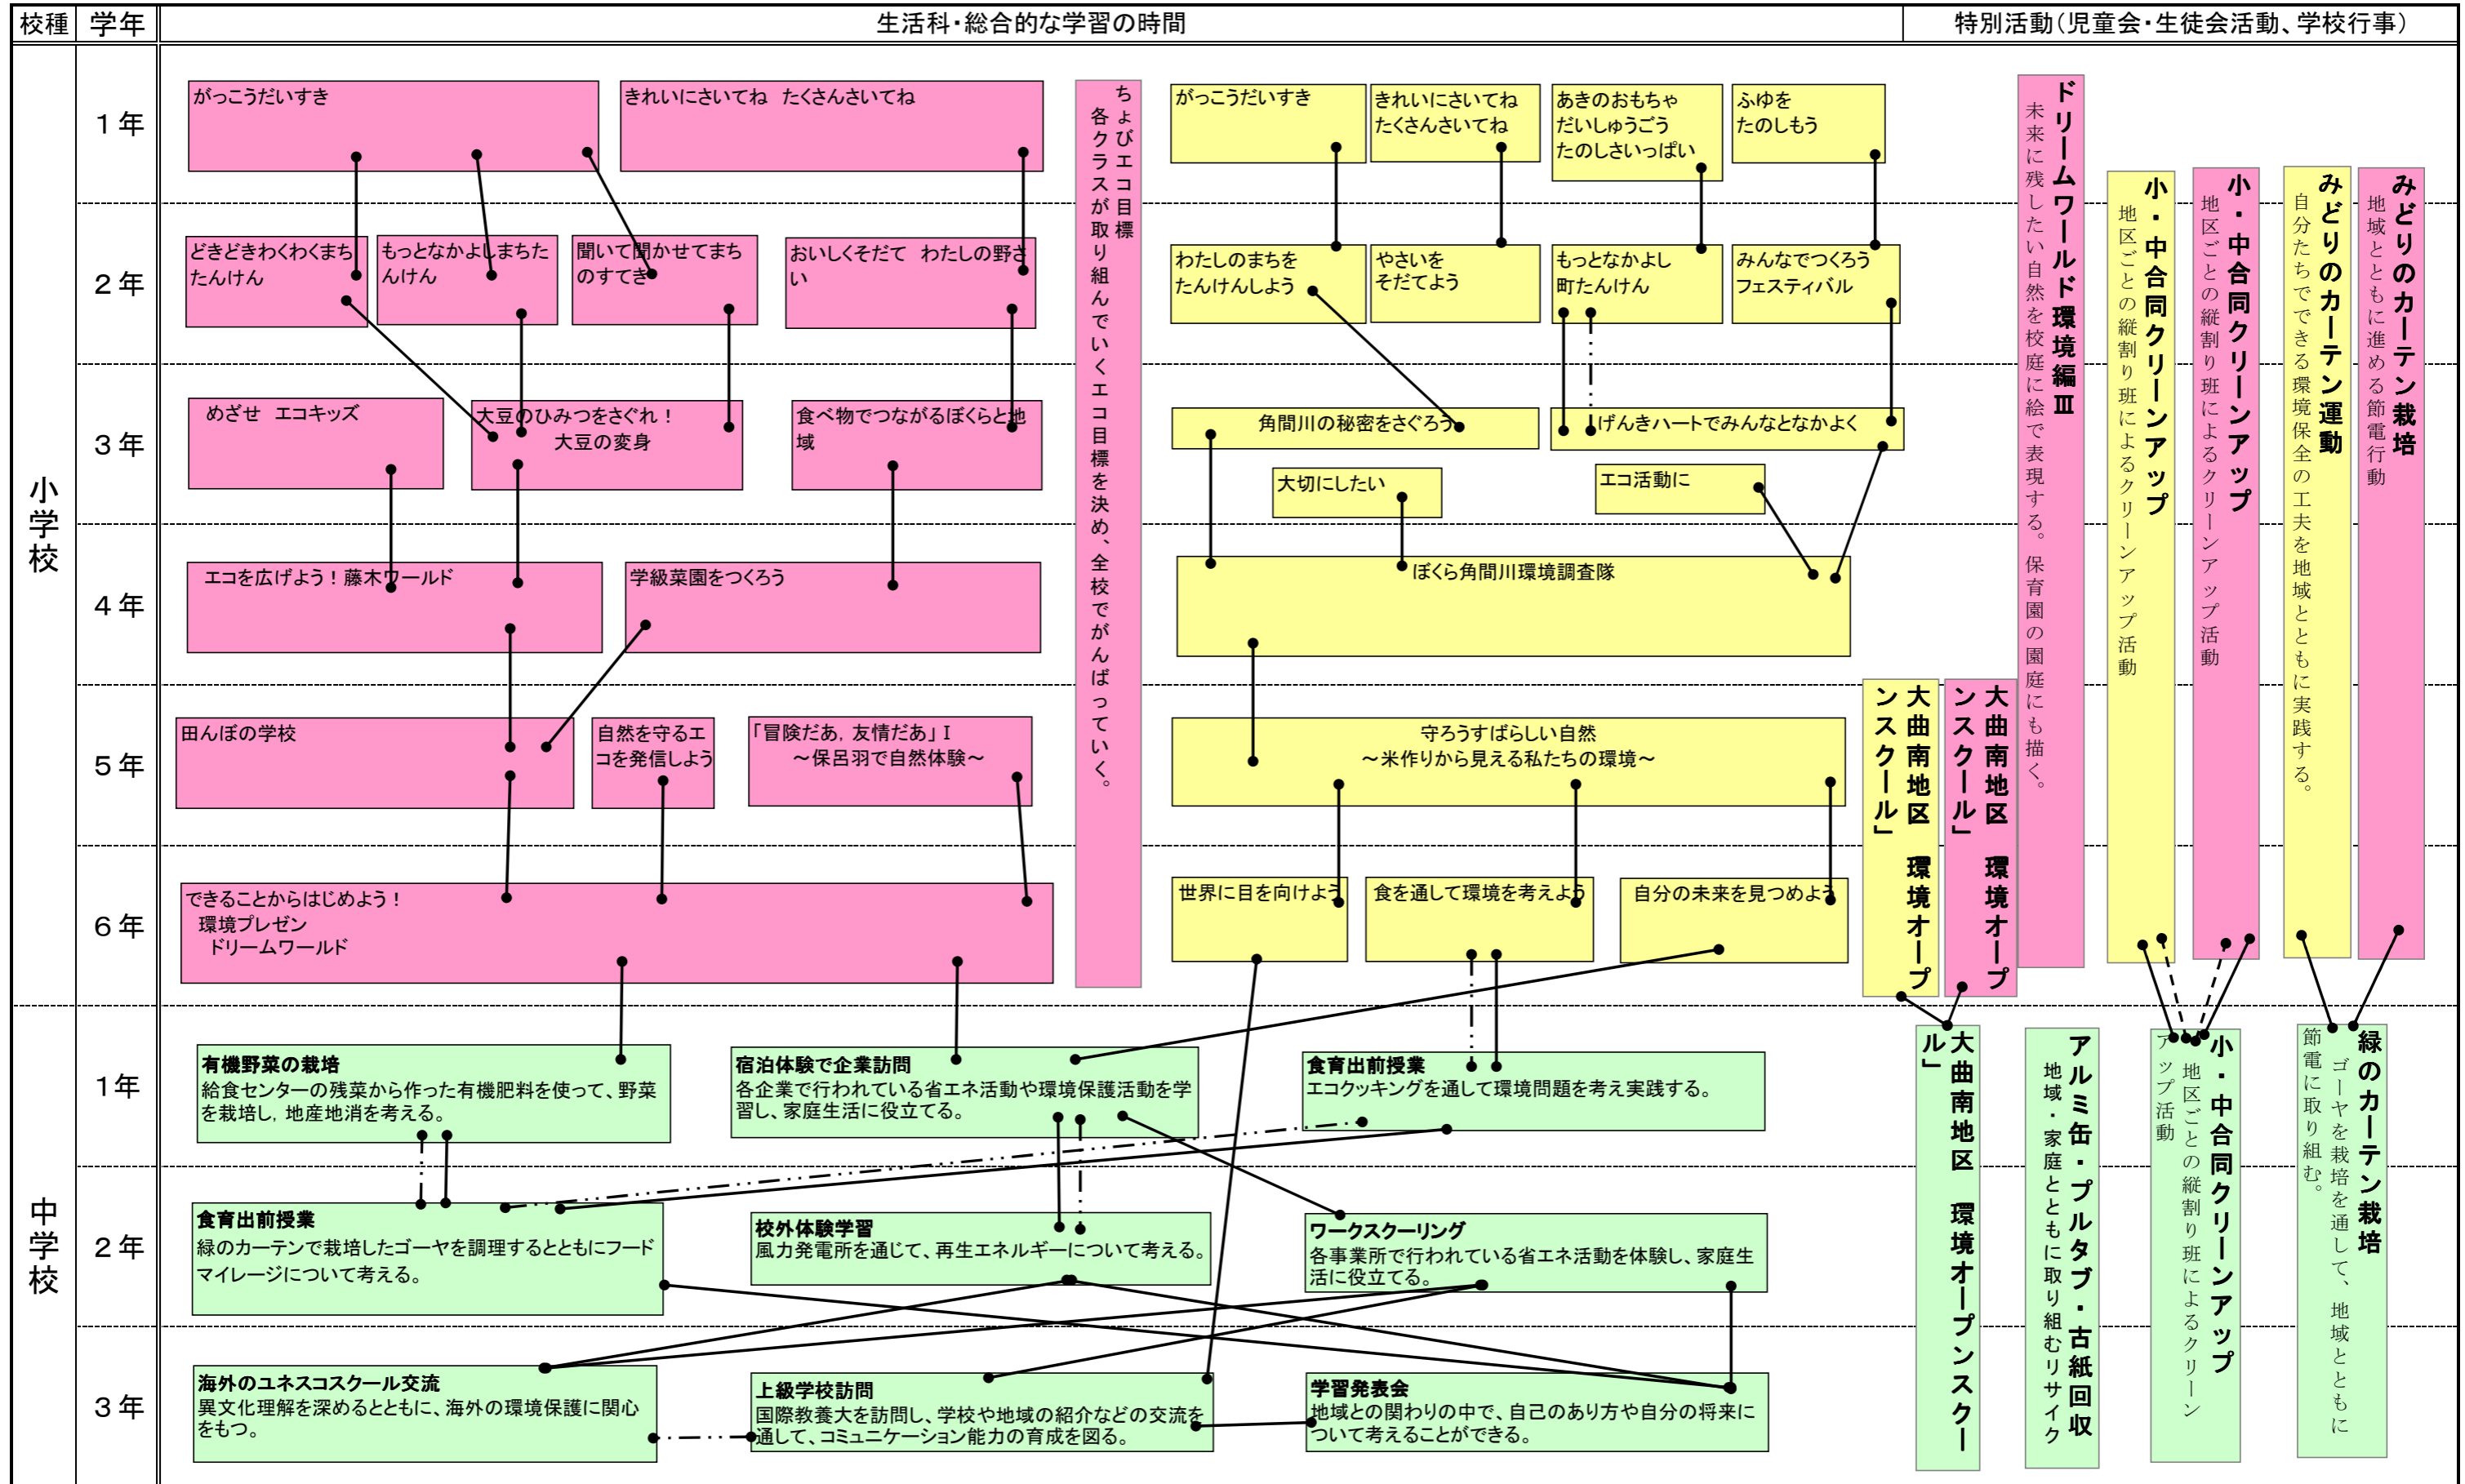 校種
学年
生活科・総合的な学習の時間
特別活動（児童会・生徒会活動、学校行事）
小学校
1年
がっこうだいすき
きれいにさいてね　たくさんさいてね
ちょびエコ目標
各クラスが取り組んでいくエコ目標を決め、全校でがんばっていく。
がっこうだいすき
きれいにさいてね
たくさんさいてね
あきのおもちゃ
だいしゅうごう
たのしさいっぱい
ふゆを
たのしもう
ドリームワールド環境編Ⅲ
未来に残したい自然を校庭に絵で表現する。保育園の園庭にも描く。
小・中合同クリーンアップ
地区ごとの縦割り班によるクリーンアップ活動
小・中合同クリーンアップ
地区ごとの縦割り班によるクリーンアップ活動
みどりのカーテン運動
自分たちでできる環境保全の工夫を地域とともに実践する。
みどりのカーテン栽培
地域とともに進める節電行動
2年
どきどきわくわくまち
たんけん
もっとなかよしまちた
んけん
聞いて聞かせてまち
のすてき
おいしくそだて　わたしの野さ
い
わたしのまちを
たんけんしよう
やさいを
そだてよう
もっとなかよし
町たんけん
みんなでつくろう
フェスティバル
3年
めざせ　エコキッズ
大豆のひみつをさぐれ！
大豆の変身
食べ物でつながるぼくらと地
域
角間川の秘密をさぐろう
げんきハートでみんなとなかよく
大切にしたい
エコ活動に
4年
エコを広げよう！藤木ワールド
学級菜園をつくろう
ぼくら角間川環境調査隊
5年
田んぼの学校
自然を守るエ
コを発信しよう
「冒険だあ，友情だあ」Ⅰ
～保呂羽で自然体験～
守ろうすばらしい自然
～米作りから見える私たちの環境～
大曲南地区　環境オープ
ンスクール」
大曲南地区　環境オープ
ンスクール」
6年
できることからはじめよう！
環境プレゼン
ドリームワールド
世界に目を向けよう
食を通して環境を考えよう
自分の未来を見つめよう
中学校
1年
有機野菜の栽培
給食センターの残菜から作った有機肥料を使って、野菜
を栽培し，地産地消を考える。
宿泊体験で企業訪問
各企業で行われている省エネ活動や環境保護活動を学
習し、家庭生活に役立てる。
食育出前授業
エコクッキングを通して環境問題を考え実践する。
大曲南地区　環境オープンスクー
ル」
アルミ缶・プルタブ・古紙回収
地域・家庭とともに取り組むリサイク
小・中合同クリーンアップ
地区ごとの縦割り班によるクリーン
アップ活動
緑のカーテン栽培
ゴーヤを栽培を通して、地域とともに
節電に取り組む。
2年
食育出前授業
緑のカーテンで栽培したゴーヤを調理するとともにフード
マイレージについて考える。
校外体験学習
風力発電所を通じて、再生エネルギーについて考える。
ワークスクーリング
各事業所で行われている省エネ活動を体験し、家庭生
活に役立てる。
3年
海外のユネスコスクール交流
異文化理解を深めるとともに、海外の環境保護に関心
をもつ。
上級学校訪問
国際教養大を訪問し、学校や地域の紹介などの交流を
通して、コミュニケーション能力の育成を図る。
学習発表会
地域との関わりの中で、自己のあり方や自分の将来に
ついて考えることができる。